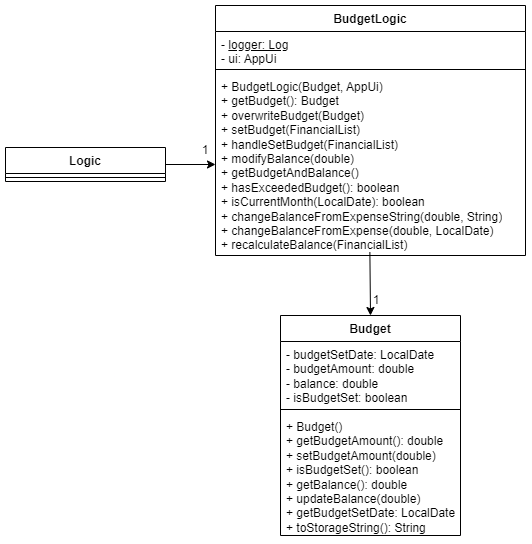 BudgetLogic
- logger: Log
- ui: AppUi
+ BudgetLogic(Budget, AppUi)
+ getBudget(): Budget
+ overwriteBudget(Budget)
+ setBudget(FinancialList)
+ handleSetBudget(FinancialList)
+ modifyBalance(double)
+ getBudgetAndBalance()
+ hasExceededBudget(): boolean
+ isCurrentMonth(LocalDate): boolean
+ changeBalanceFromExpenseString(double, String)
+ changeBalanceFromExpense(double, LocalDate)
+ recalculateBalance(FinancialList)
Logic
1
1
Budget
- budgetSetDate: LocalDate
- budgetAmount: double
- balance: double
- isBudgetSet: boolean
+ Budget()
+ getBudgetAmount(): double
+ setBudgetAmount(double)
+ isBudgetSet(): boolean
+ getBalance(): double
+ updateBalance(double)
+ getBudgetSetDate: LocalDate
+ toStorageString(): String